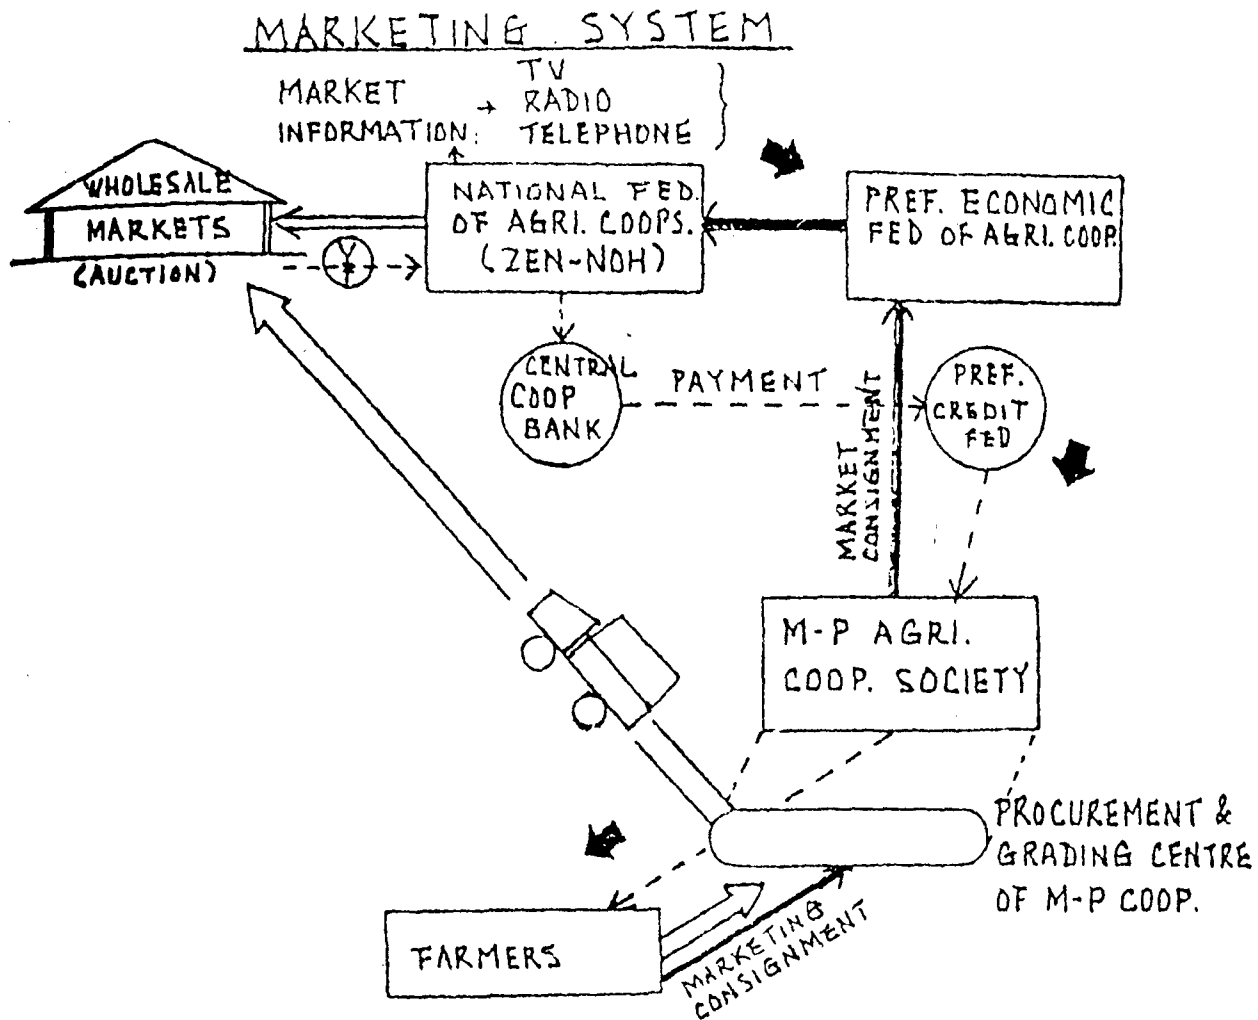 MARKETING SYSTEM
MARKET
INFORMATION:
→ TV
RADIO
TELEPHONE
WHOLESALE
MARKETS
(AUCTION)
¥
NATIONAL FED.
OF AGRI. COOPS.
(ZEN-NOH)
PREF. ECONOMIC
FED OF AGRI. COOP.
CENTRAL
COOP
BANK
PAYMENT
PREF.
CREDIT
FED
MARKET
CONSIGNMENT
M-P AGRI.
COOP. SOCIETY
PROCUREMENT &
GRADING CENTRE
OF M-P COOP.
FARMERS
MARKETING
CONSIGNMENT